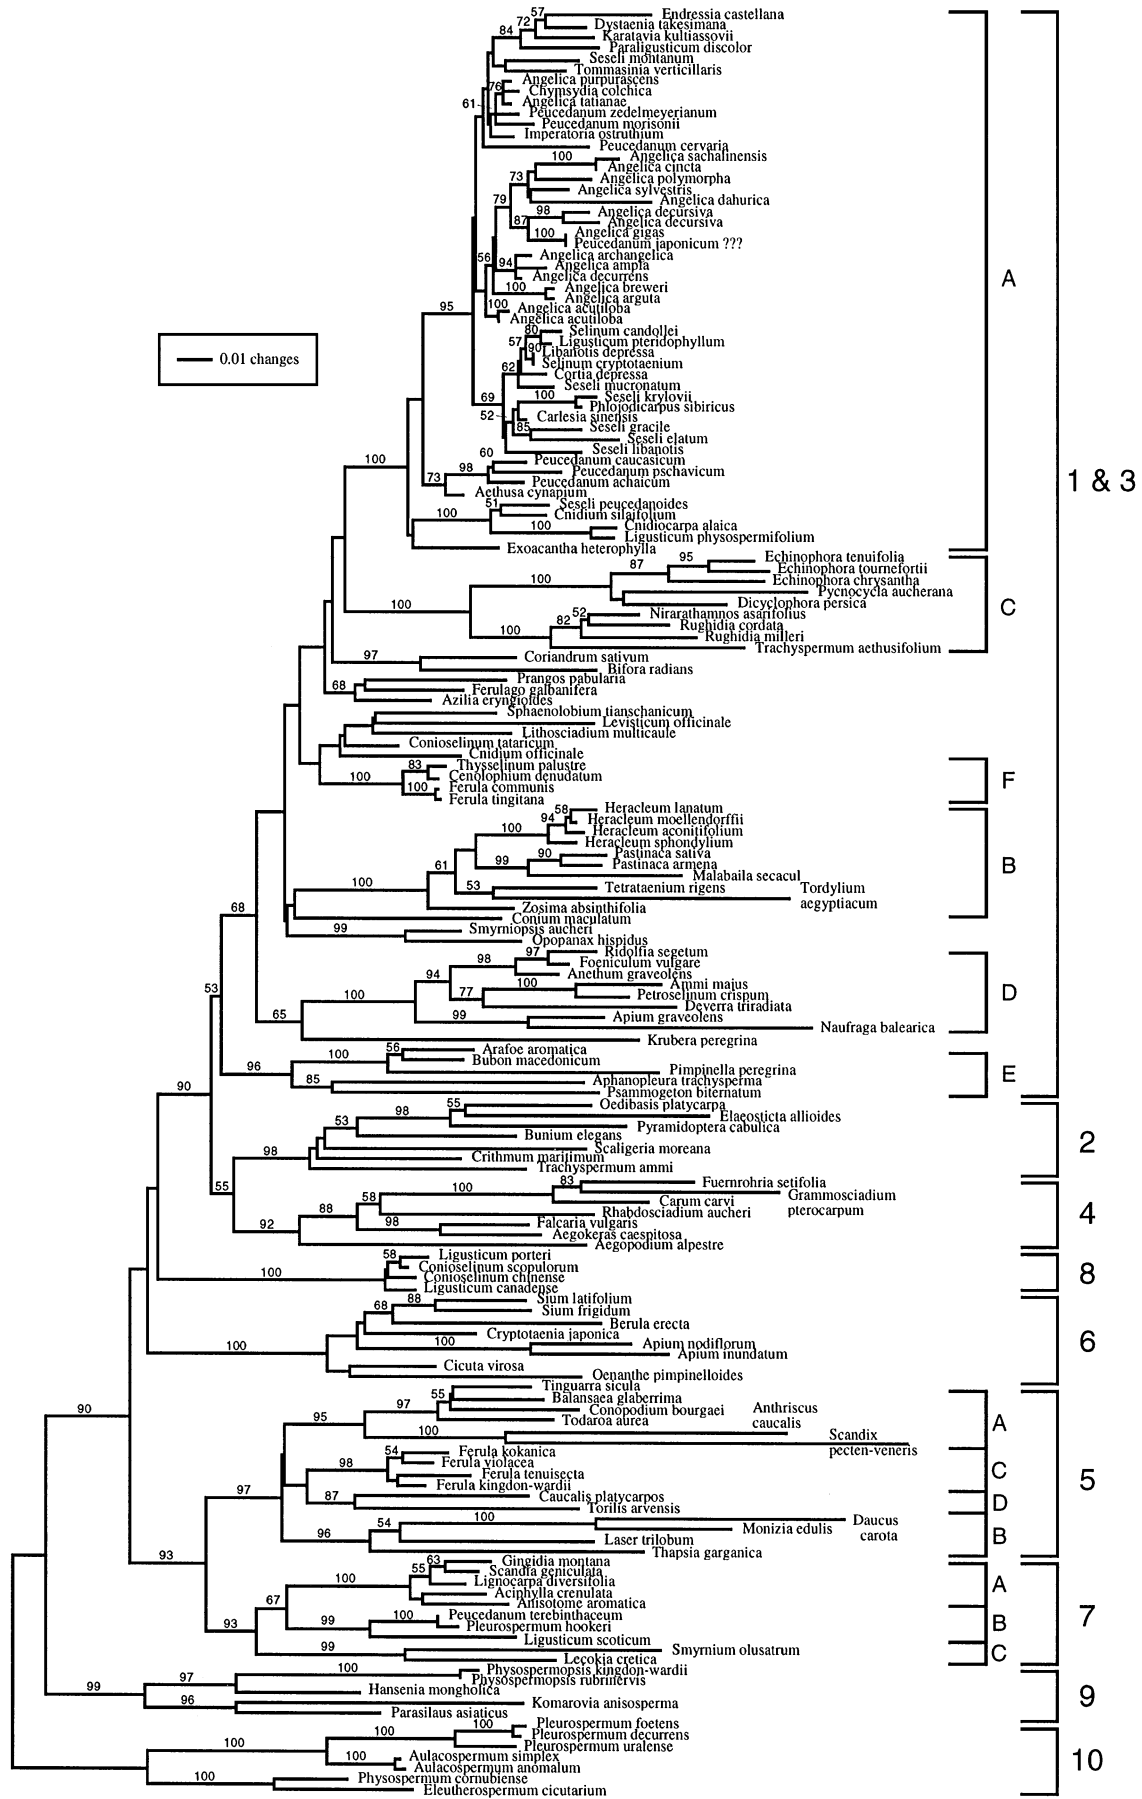 57
Endressia castellana
72
Dystaenia takesimana
84
Karatavia kultiassovii
Paraligusticum discolor
Seseli montanum
Tommasinia verticillaris
Angelica purpurascens
76
Chymsydia colchica
61
Angelica tatianae
Peucedanum zedelmeyerianum
Peucedanum morisonii
Imperatoria ostruthium
Peucedanum cervaria
100
Angelica sachalinensis
Angelica cincta
73
Angelica polymorpha
Angelica sylvestris
79
Angelica dahurica
98
Angelica decursiva
87
Angelica decursiva
100
Angelica gigas
Peucedanum japonicum ???
56
Angelica archangelica
94
Angelica ampla
Angelica decurrens
A
100
Angelica breweri
Angelica arguta
95
100
Angelica acutiloba
Angelica acutiloba
80
Selinum candollei
57
Ligusticum pteridophyllum
90
Libanotis depressa
0.01 changes
Selinum cryptotaenium
62
Cortia depressa
Seseli mucronatum
69
100
Seseli krylovii
Phlojodicarpus sibiricus
52
Carlesia sinensis
85
Seseli gracile
Seseli elatum
60
Seseli libanotis
100
Peucedanum caucasicum
73
98
Peucedanum pschavicum
Peucedanum achaicum
1 & 3
Aethusa cynapium
51
Seseli peucedanoides
100
Cnidium silaifolium
100
Cnidiocarpa alaica
Ligusticum physospermifolium
Exoacantha heterophylla
95
Echinophora tenuifolia
87
Echinophora tournefortii
100
Echinophora chrysantha
Pycnocycla aucherana
Dicyclophora persica
C
100
52
Nirarathamnos asarifolius
82
Rughidia cordata
100
Rughidia milleri
Trachyspermum aethusifolium
97
Coriandrum sativum
Bifora radians
68
Prangos pabularia
Ferulago galbanifera
Azilia eryngioides
Sphaenolobium tianschanicum
Levisticum officinale
Lithosciadium multicaule
Conioselinum tataricum
Cnidium officinale
83
Thysselinum palustre
100
Cenolophium denudatum
F
100
Ferula communis
Ferula tingitana
58
Heracleum lanatum
94
Heracleum moellendorffii
100
Heracleum aconitifolium
Heracleum sphondylium
90
Pastinaca sativa
61
99
Pastinaca armena
B
Malabaila secacul
100
53
Tetrataenium rigens
Tordylium
aegyptiacum
68
Zosima absinthifolia
Conium maculatum
99
Smyrniopsis aucheri
Opopanax hispidus
97
Ridolfia segetum
98
Foeniculum vulgare
94
Anethum graveolens
100
Ammi majus
53
100
77
Petroselinum crispum
D
Deverra triradiata
65
99
Apium graveolens
Naufraga balearica
Krubera peregrina
56
Arafoe aromatica
100
Bubon macedonicum
96
Pimpinella peregrina
E
85
Aphanopleura trachysperma
90
Psammogeton biternatum
55
Oedibasis platycarpa
98
Elaeosticta allioides
53
Pyramidoptera cabulica
Bunium elegans
2
98
Scaligeria moreana
Crithmum maritimum
Trachyspermum ammi
55
83
Fuernrohria setifolia
100
Grammosciadium
pterocarpum
58
Carum carvi
88
Rhabdosciadium aucheri
4
92
98
Falcaria vulgaris
Aegokeras caespitosa
Aegopodium alpestre
58
Ligusticum porteri
Conioselinum scopulorum
100
Conioselinum chinense
8
Ligusticum canadense
88
Sium latifolium
68
Sium frigidum
Berula erecta
Cryptotaenia japonica
100
Apium nodiflorum
6
100
Apium inundatum
Cicuta virosa
Oenanthe pimpinelloides
Tinguarra sicula
55
Balansaea glaberrima
90
97
Conopodium bourgaei
Anthriscus
caucalis
95
Todaroa aurea
A
100
Scandix
pecten-veneris
54
Ferula kokanica
98
Ferula violacea
C
Ferula tenuisecta
5
Ferula kingdon-wardii
97
87
Caucalis platycarpos
D
Torilis arvensis
100
Daucus
carota
54
Monizia edulis
96
Laser trilobum
B
Thapsia garganica
93
63
Gingidia montana
55
Scandia geniculata
100
Lignocarpa diversifolia
A
Aciphylla crenulata
67
Anisotome aromatica
100
Peucedanum terebinthaceum
7
93
99
Pleurospermum hookeri
B
Ligusticum scoticum
99
Smyrnium olusatrum
C
Lecokia cretica
100
Physospermopsis kingdon-wardii
97
Physospermopsis rubrinervis
99
Hansenia mongholica
9
96
Komarovia anisosperma
Parasilaus asiaticus
100
Pleurospermum foetens
100
Pleurospermum decurrens
100
Pleurospermum uralense
100
Aulacospermum simplex
10
Aulacospermum anomalum
100
Physospermum cornubiense
Eleutherospermum cicutarium